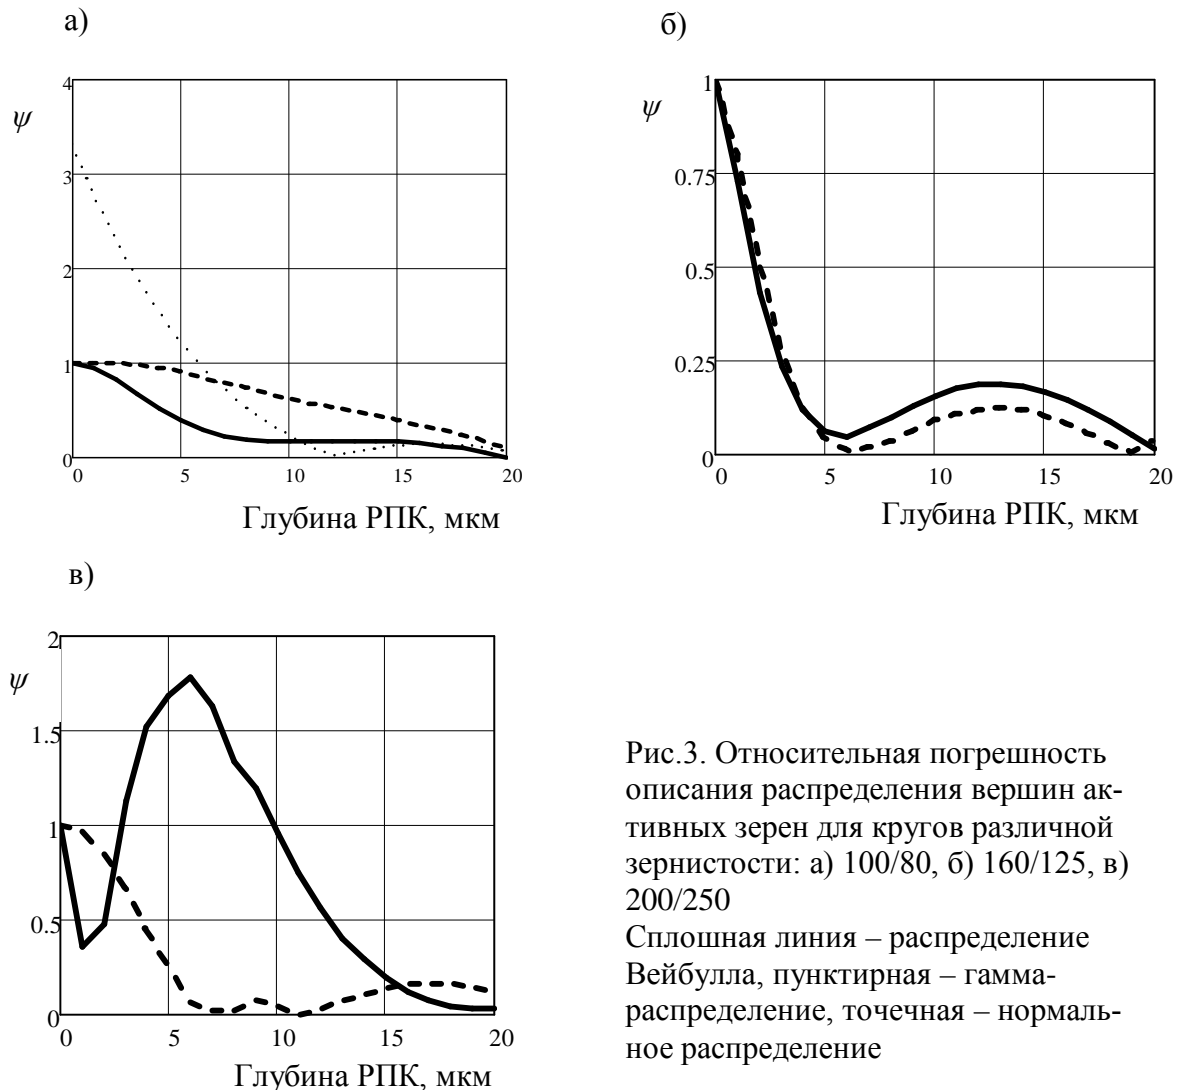 а)
4
ψ
3
2
1
0
0 5 10 15 20
Глубина РПК, мкм
б)
1
ψ
0.75
0.5
0.25
0
0 5 10 15 20
Глубина РПК, мкм
в)
2
ψ
1.5
1
0.5
0
0 5 10 15 20
Глубина РПК, мкм
Рис.3. Относительная погрешность
описания распределения вершин ак-
тивных зерен для кругов различной
зернистости: а) 100/80, б) 160/125, в)
200/250
Сплошная линия – распределение
Вейбулла, пунктирная – гамма-
распределение, точечная – нормаль-
ное распределение